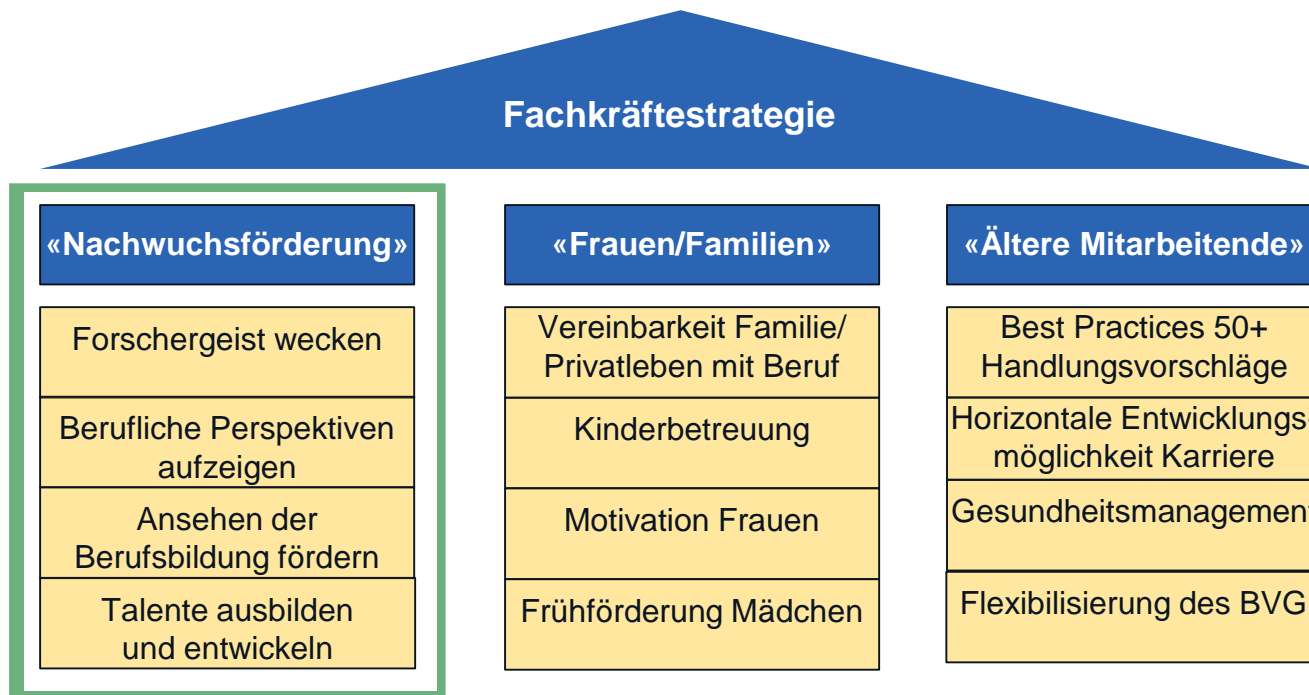 Fachkräftestrategie
«Nachwuchsförderung»
Forschergeist wecken
Berufliche Perspektiven
aufzeigen
Ansehen der
Berufsbildung fördern
Talente ausbilden
und entwickeln
«Frauen/Familien»
Vereinbarkeit Familie/
Privatleben mit Beruf
Kinderbetreuung
Motivation Frauen
Frühförderung Mädchen
«Ältere Mitarbeitende»
Best Practices 50+
Handlungsvorschläge
Horizontale Entwicklungs-
möglichkeit Karriere
Gesundheitsmanagement
Flexibilisierung des BVG